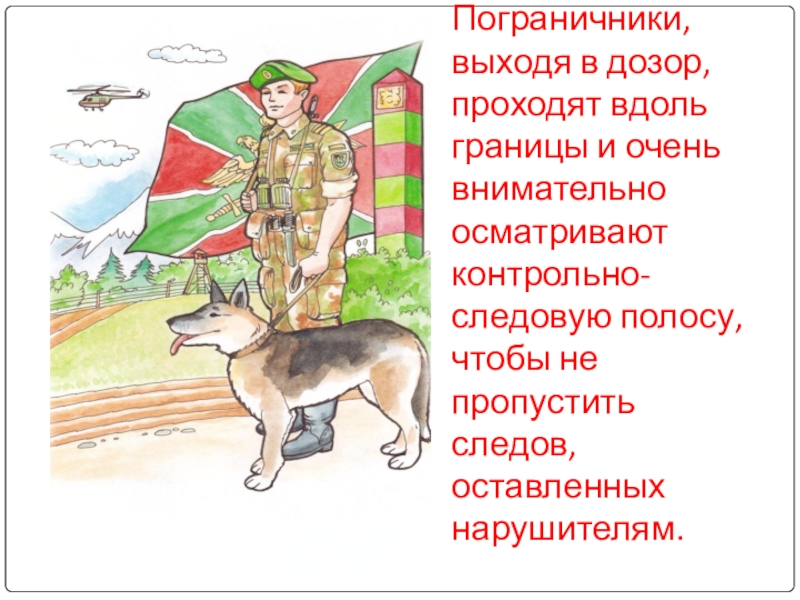 Пограничники,
выходя в дозор,
проходят вдоль
границы и очень
внимательно
осматривают
контрольно-
следовую полосу,
чтобы не
пропустить
следов,
оставленных
нарушителям.